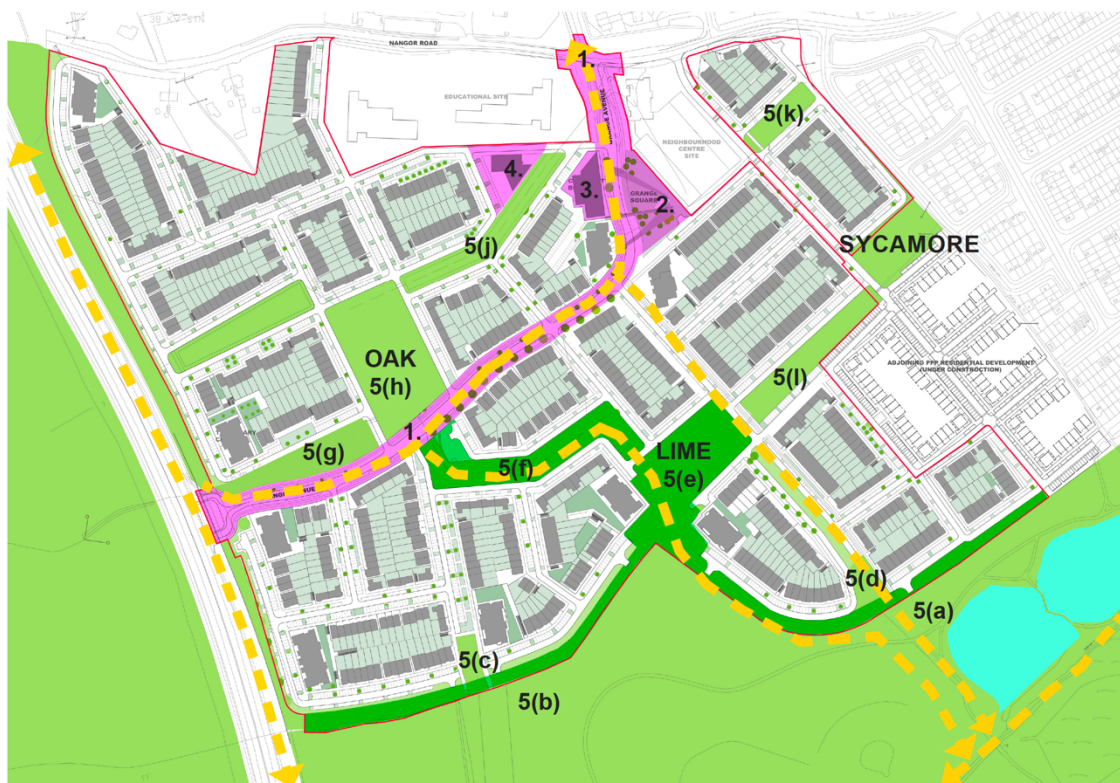 NANGOR ROAD
1.
EDUCATIONAL SITE
5(k)
NEIGHBOURHOOD
CENTRE
SITE
4.
3.
GRANGE
SQUARE
2.
5(j)
SYCAMORE
OAK
5(h)
ADJOINING PPP RESIDENTIAL DEVELOPMENT
(UNDER CONSTRUCTION)
5(l)
1.
5(g)
5(f)
LIME
5(e)
5(d)
5(a)
5(c)
5(b)